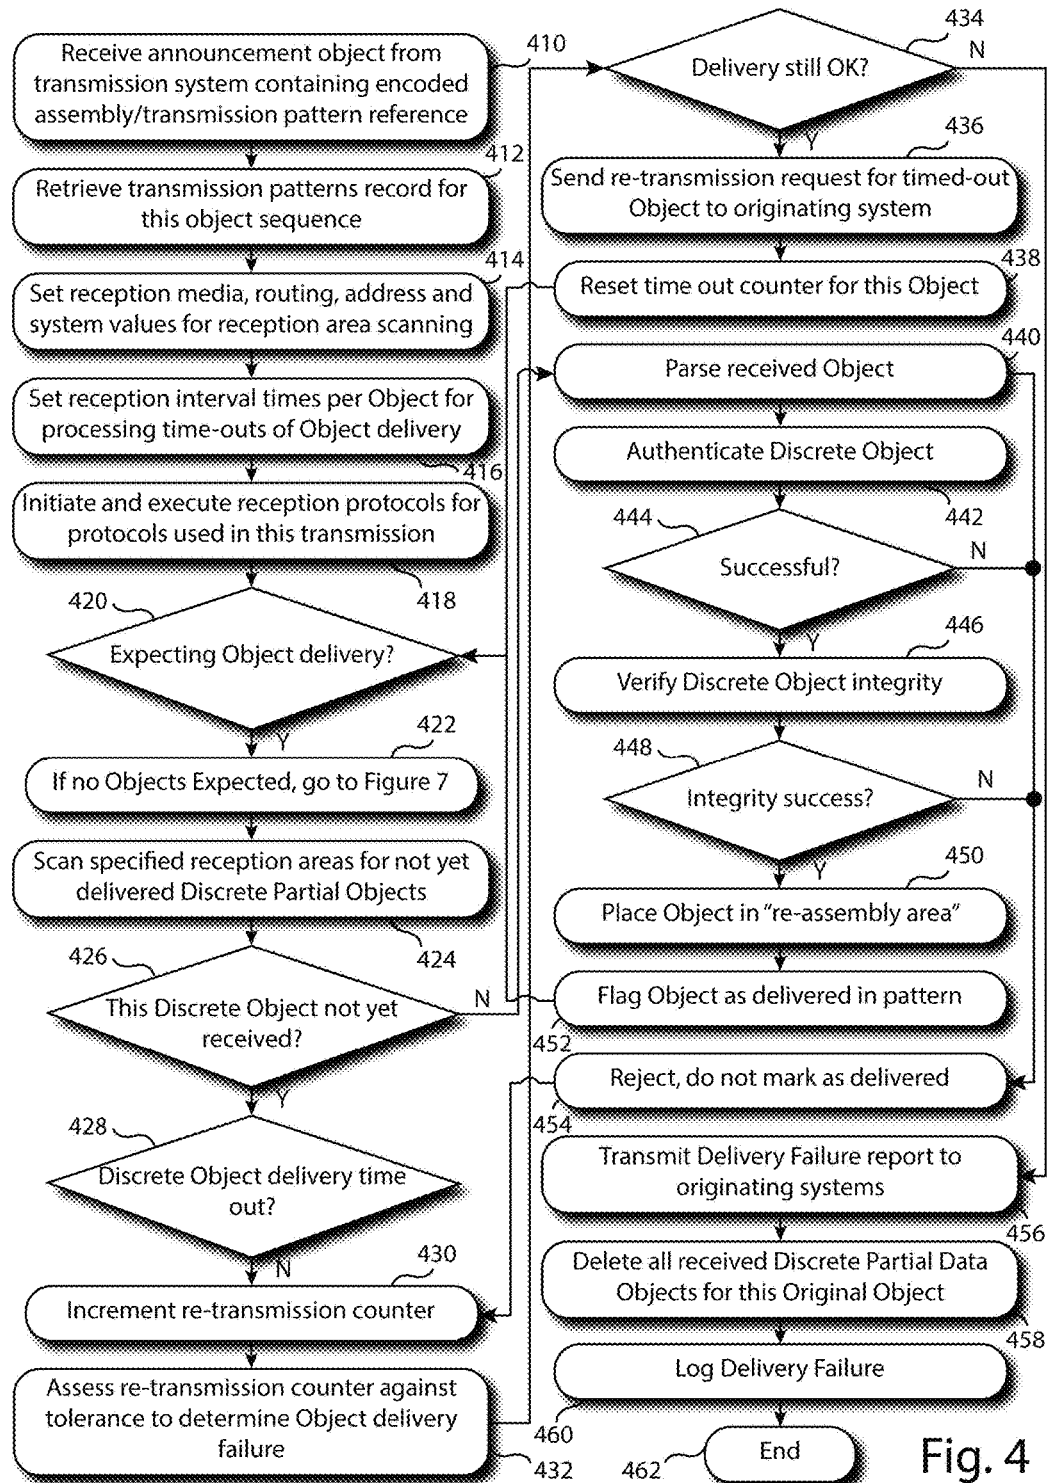 Receive announcement object from
transmission system containing encoded
assembly/transmission pattern reference
410
412
Retrieve transmission patterns record for
this object sequence
414
Set reception media, routing, address and
system values for reception area scanning
Set reception interval times per Object for
processing time-outs of Object delivery
416
Initiate and execute reception protocols for
protocols used in this transmission
418
420
Expecting Object delivery?
Y
422
If no Objects Expected, go to Figure 7
Scan specified reception areas for not yet
delivered Discrete Partial Objects
424
426
This Discrete Object not yet
received?
N
Y
428
Discrete Object delivery time
out?
N
430
Increment re-transmission counter
Assess re-transmission counter against
tolerance to determine Object delivery
failure
432
434
Delivery still OK?
N
Y
436
Send re-transmission request for timed-out
Object to originating system
438
Reset time out counter for this Object
440
Parse received Object
Authenticate Discrete Object
442
444
Successful?
N
Y
446
Verify Discrete Object integrity
448
Integrity success?
N
Y
450
Place Object in “re-assembly area”
Flag Object as delivered in pattern
452
Reject, do not mark as delivered
454
Transmit Delivery Failure report to
originating systems
456
Delete all received Discrete Partial Data
Objects for this Original Object
458
Log Delivery Failure
460
End
462
Fig. 4